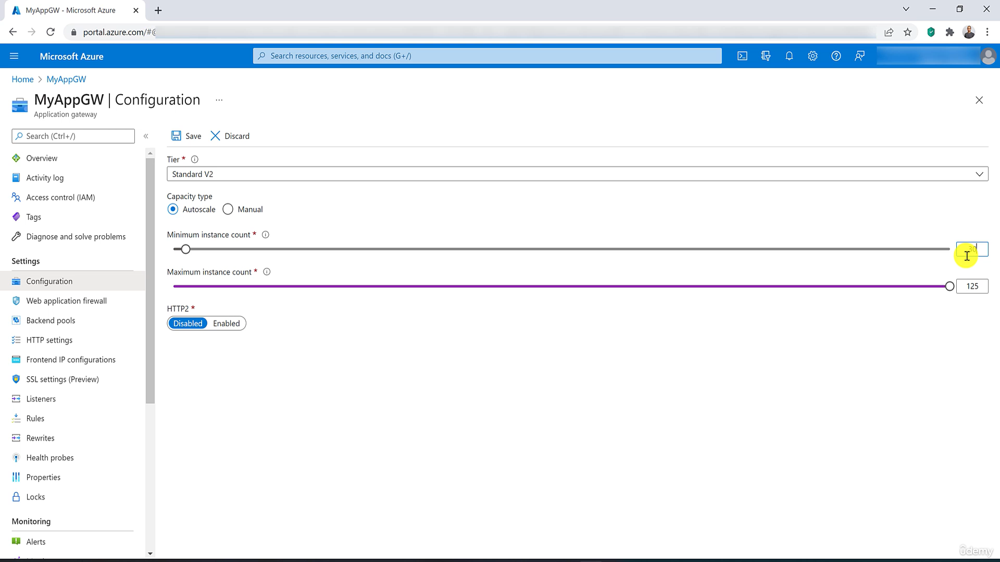 MyAppGW - Microsoft Azure
portal.azure.com/#@
Microsoft Azure
Search resources, services, and docs (G+/)
Home > MyAppGW
MyAppGW | Configuration ...
Application gateway
Search (Ctrl+/)
«
Overview
Activity log
Access control (IAM)
Tags
Diagnose and solve problems
Settings
Configuration
Web application firewall
Backend pools
HTTP settings
Frontend IP configurations
SSL settings (Preview)
Listeners
Rules
Rewrites
Health probes
Properties
Locks
Monitoring
Alerts
Save
Discard
Tier *
Standard V2
Capacity type
Autoscale
Manual
Minimum instance count *
30
Maximum instance count *
125
HTTP2 *
Disabled
Enabled
ûdemy